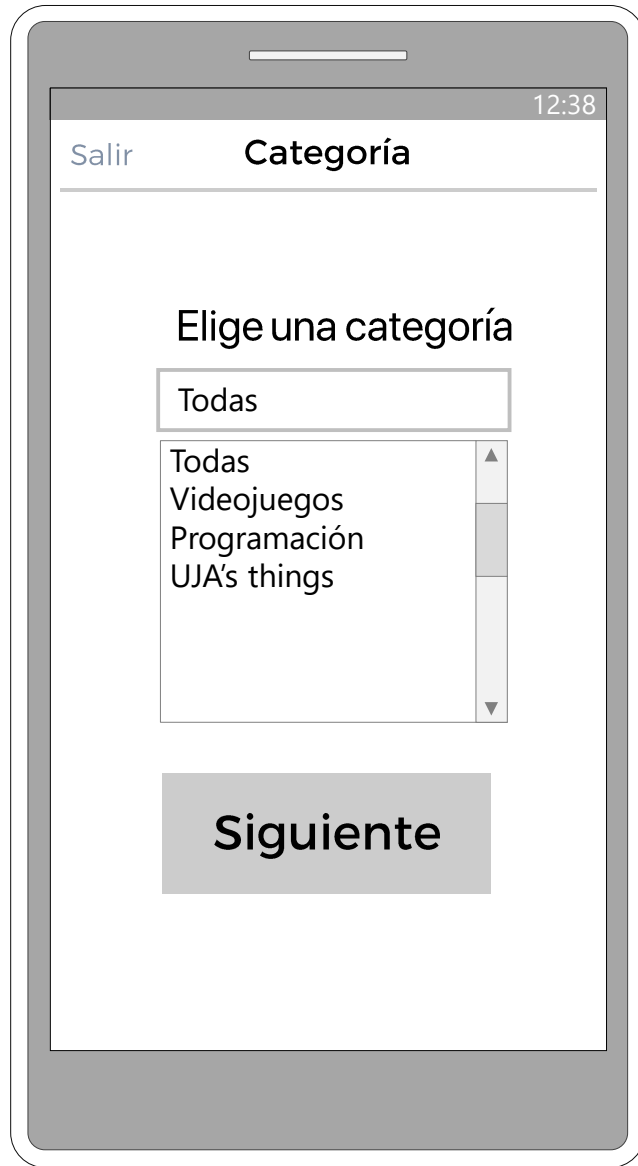 12:38
Salir Categoría
Elige una categoría
Todas
Todas
Videojuegos
Programación
UJA's things
Siguiente